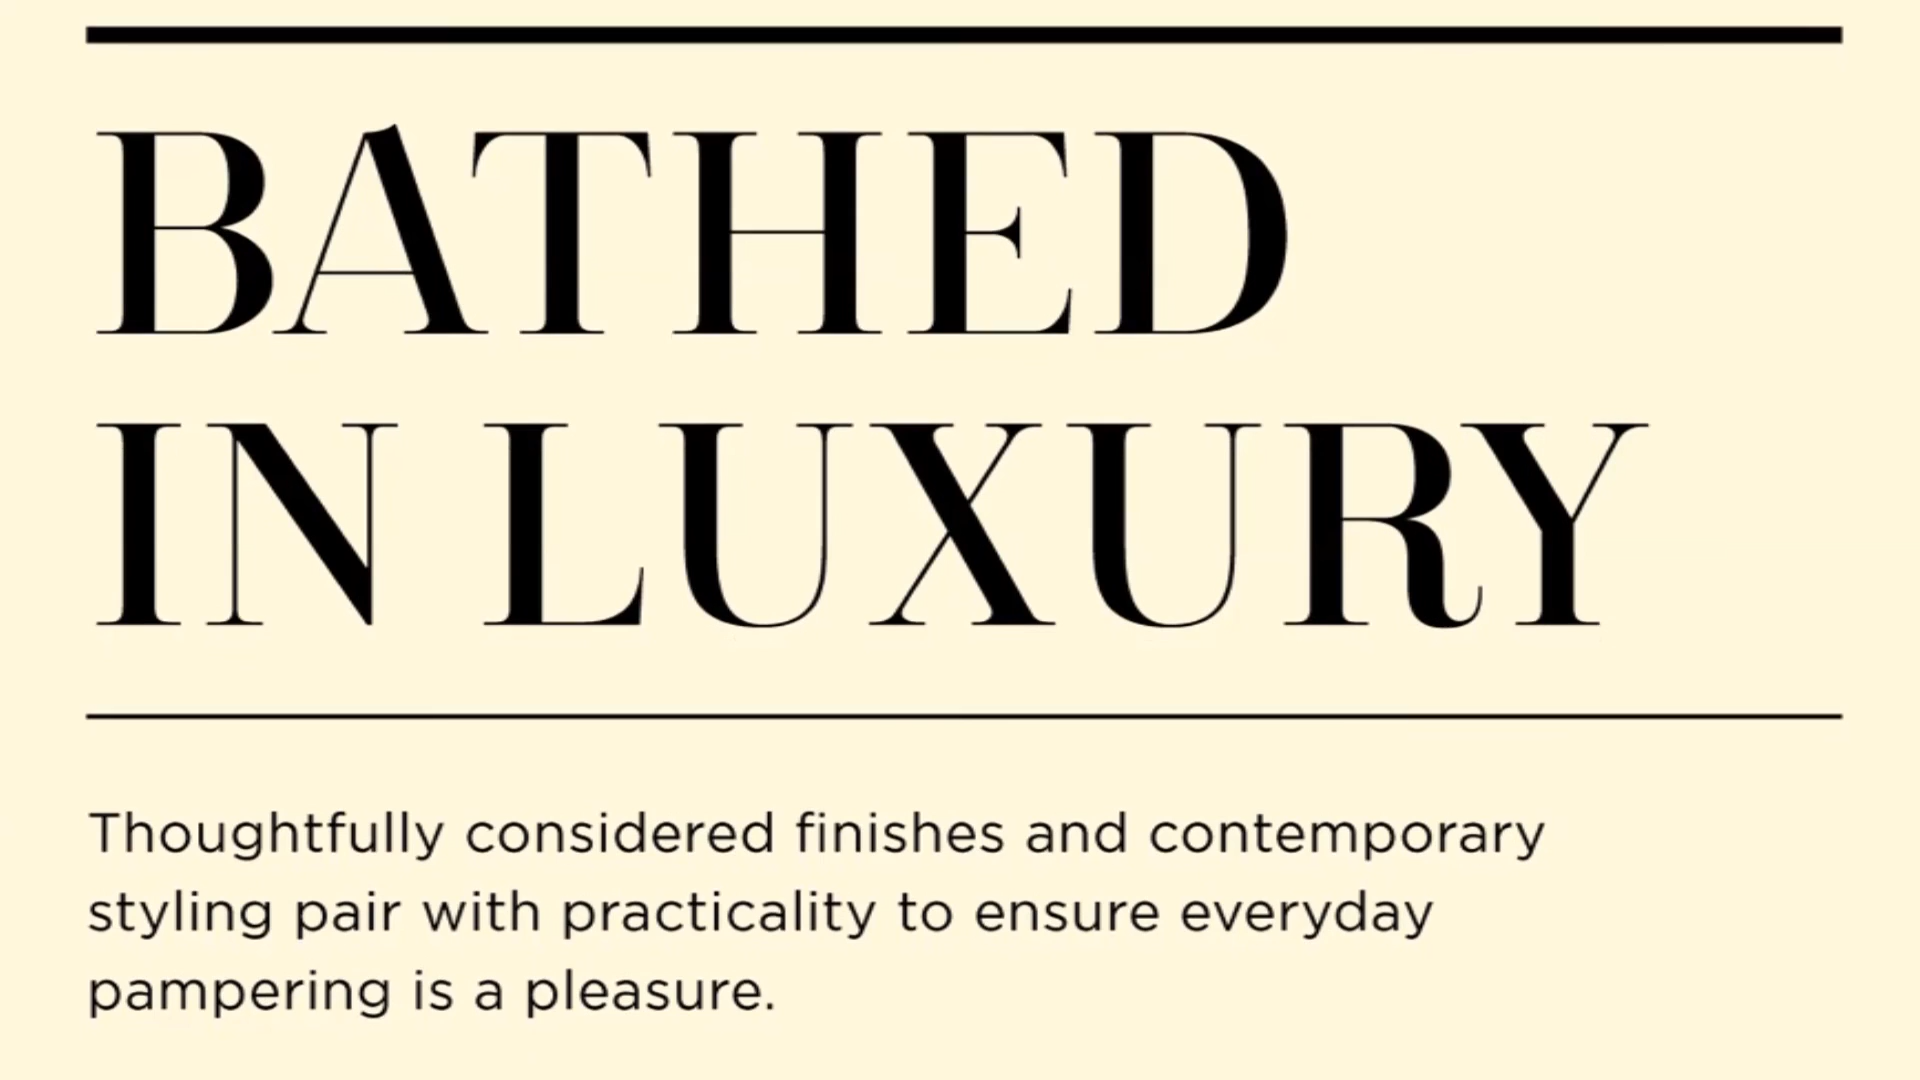 BATHED
IN LUXURY
Thoughtfully considered finishes and contemporary
styling pair with practicality to ensure everyday
pampering is a pleasure.